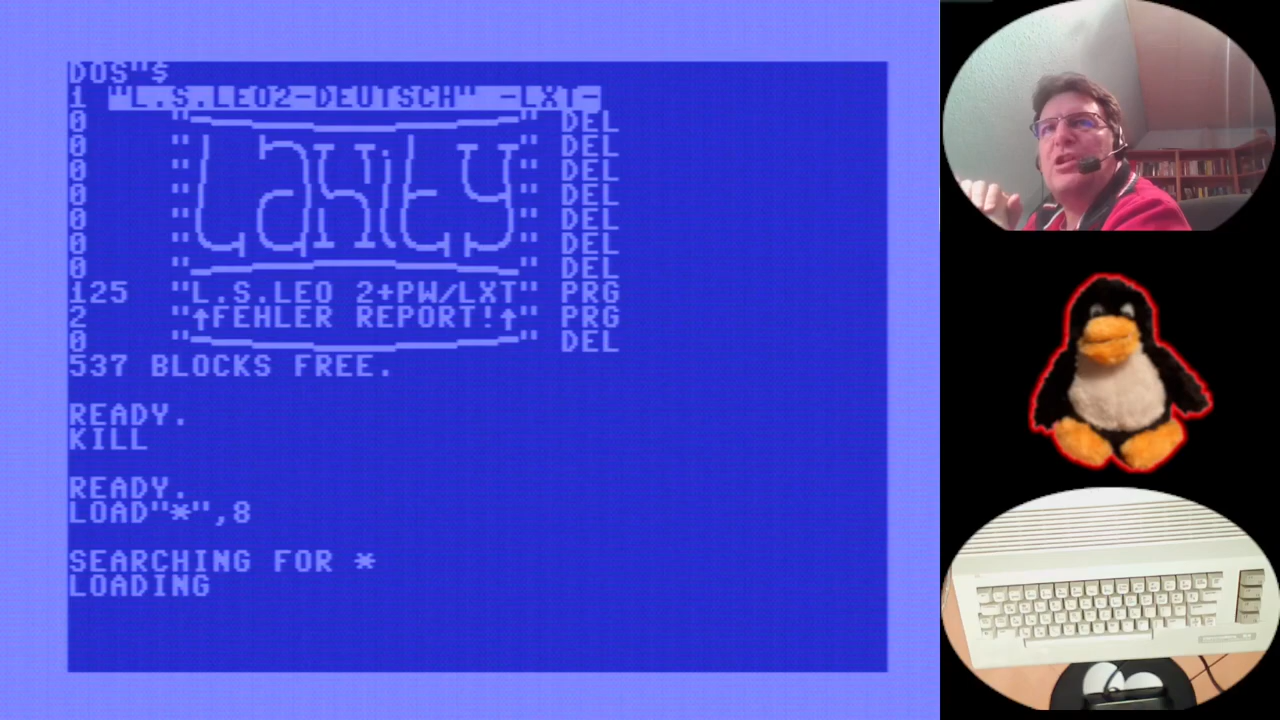 DOS"$
1 "L.S.LEO2-DEUTSCH" -LXT-
0 " " DEL
0 " " DEL
0 " Laxity " DEL
0 " " DEL
0 " " DEL
0 " " DEL
0 " " DEL
125 "L.S.LEO 2+PW/LXT" PRG
2 "↑FEHLER REPORT!↑" PRG
0 " " DEL
537 BLOCKS FREE.
READY.
KILL
READY.
LOAD"*",8
SEARCHING FOR *
LOADING